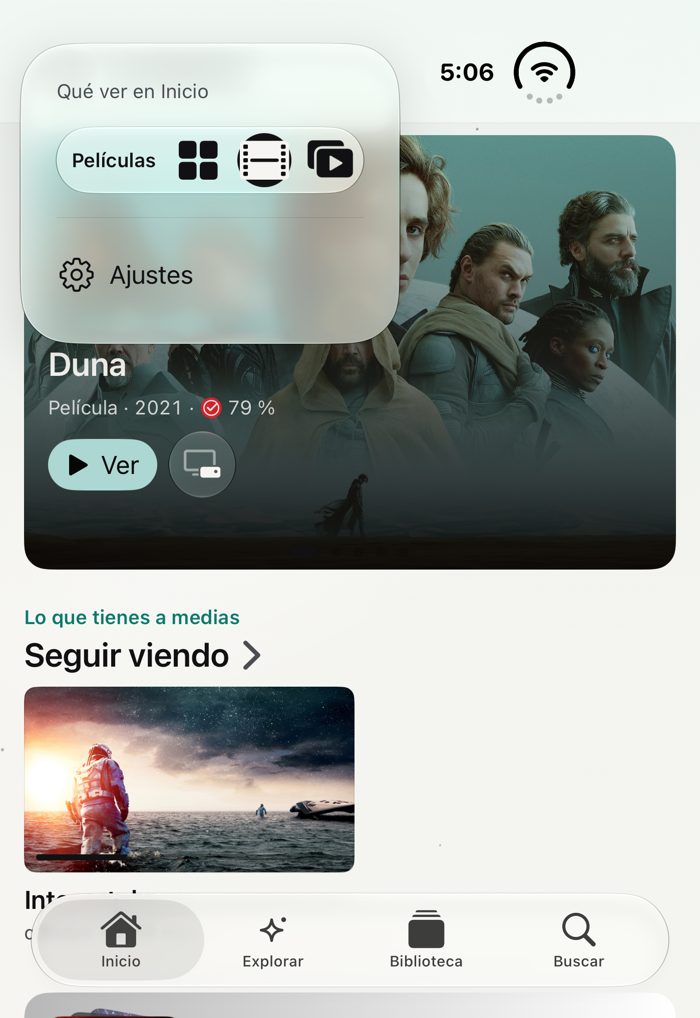 5:06
Qué ver en Inicio
Películas
Ajustes
Duna
Película · 2021 · 79 %
Ver
Lo que tienes a medias
Seguir viendo
Inicio
Explorar
Biblioteca
Buscar